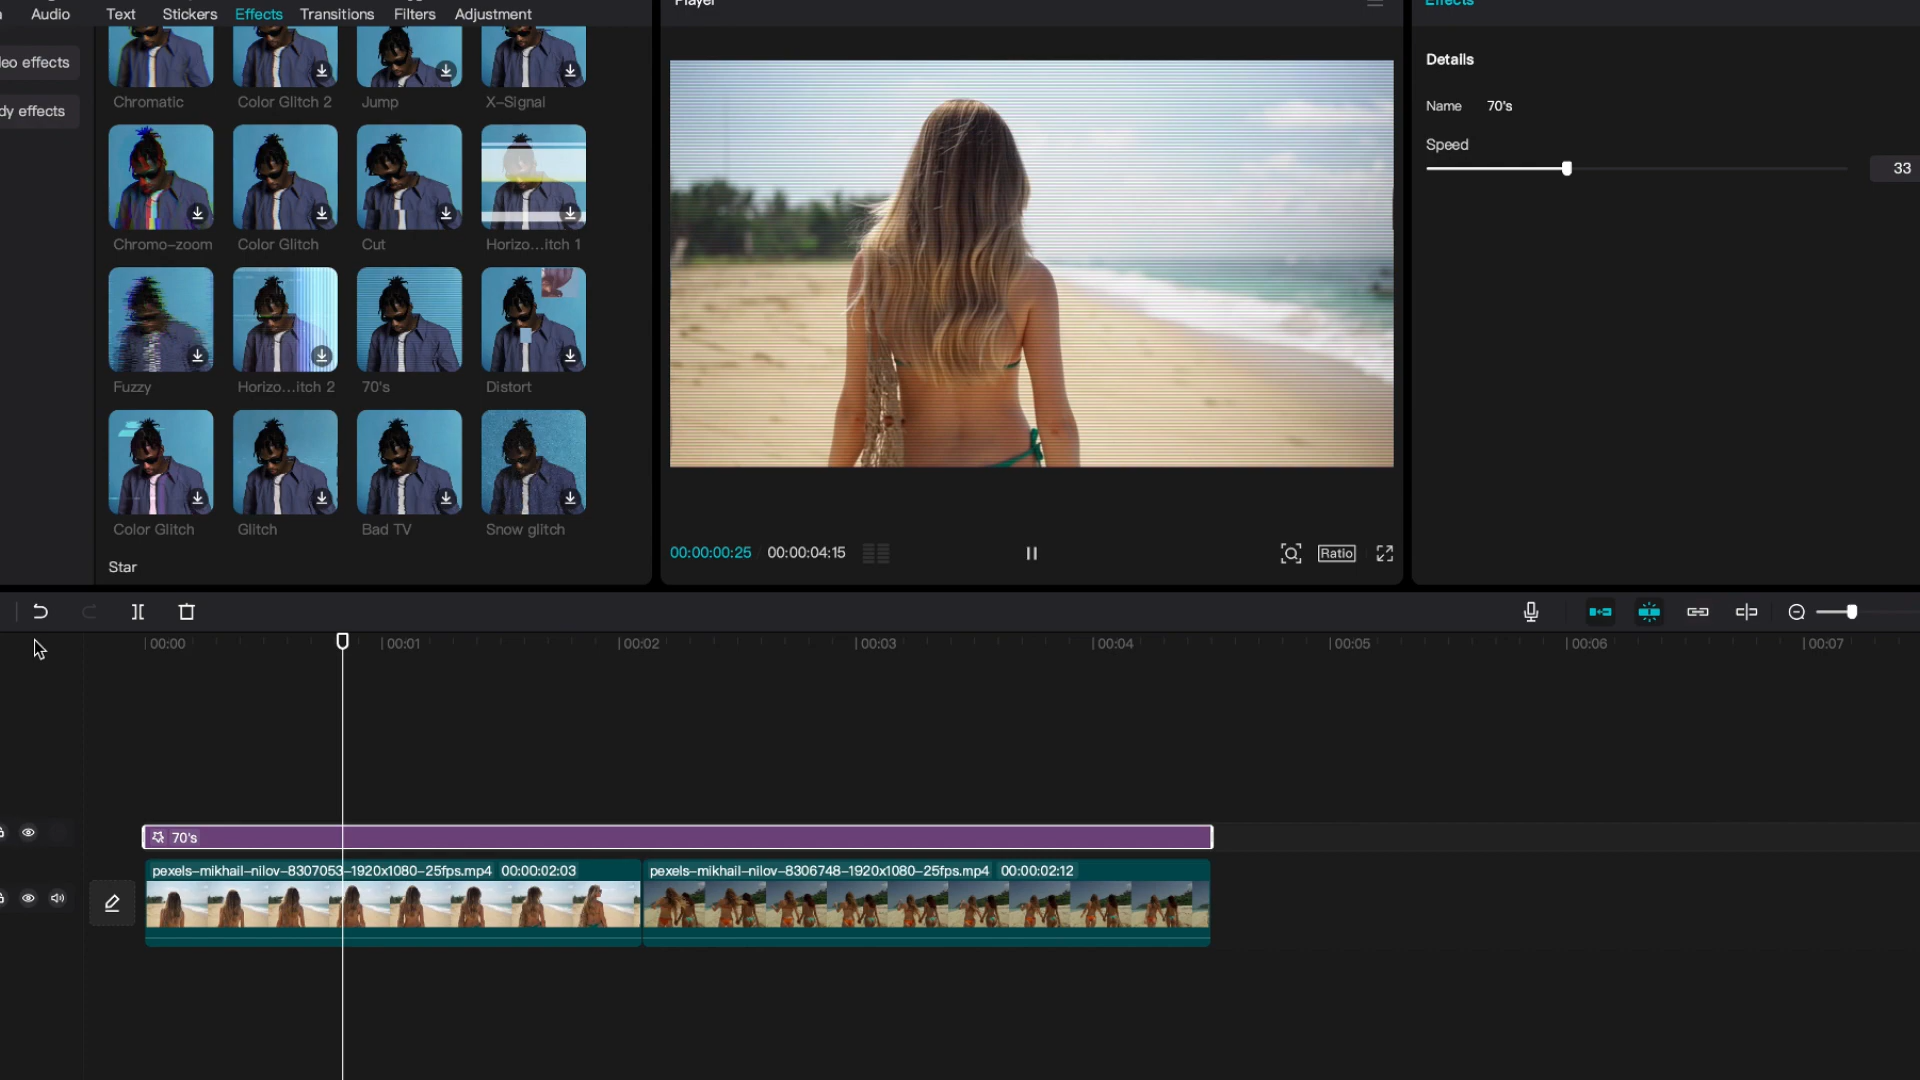 Audio
Text
Stickers
Effects
Transitions
Filters
Adjustment
Player
Effects
eo effects
dy effects
Chromatic
Color Glitch 2
Jump
X-Signal
Chromo-zoom
Color Glitch
Cut
Horizo...itch 1
Fuzzy
Horizo...itch 2
70's
Distort
Color Glitch
Glitch
Bad TV
Snow glitch
Star
Details
Name 70's
Speed
33
00:00:00:25 00:00:04:15
Ratio
00:00 00:01 00:02 00:03 00:04 00:05 00:06 00:07
70's
pexels-mikhail-nilov-8307053-1920x1080-25fps.mp4 00:00:02:03
pexels-mikhail-nilov-8306748-1920x1080-25fps.mp4 00:00:02:12